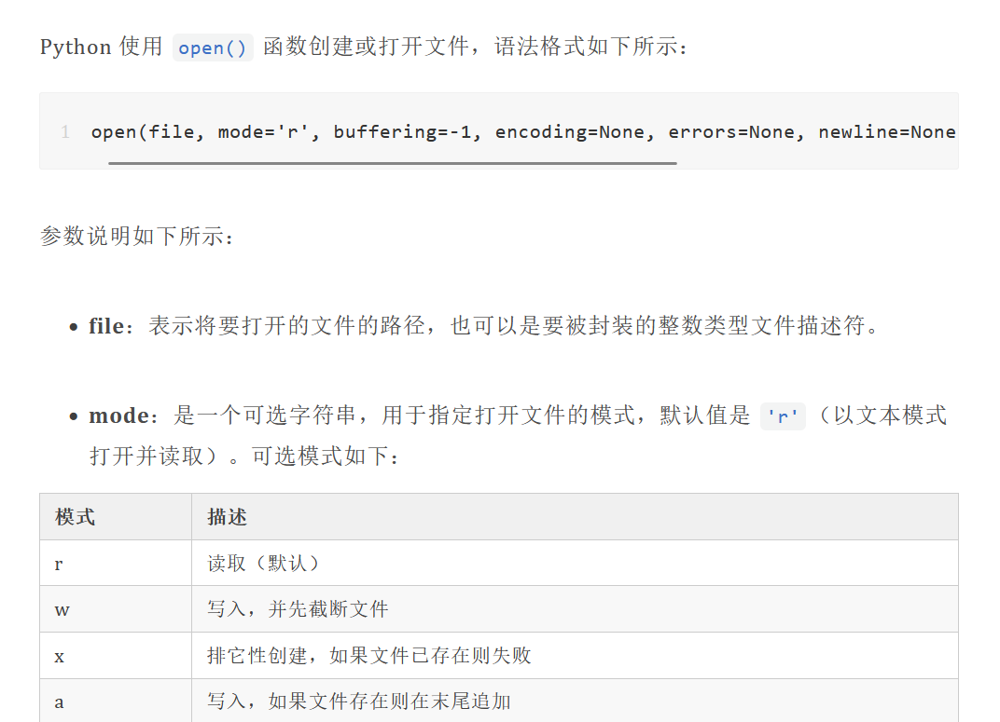 Python 使用 open() 函数创建或打开文件，语法格式如下所示：
1 open(file, mode='r', buffering=-1, encoding=None, errors=None, newline=None
参数说明如下所示：
• file：表示将要打开的文件的路径，也可以是要被封装的整数类型文件描述符。
• mode：是一个可选字符串，用于指定打开文件的模式，默认值是 'r' （以文本模式
打开并读取）。可选模式如下：
模式 描述
r 读取（默认）
w 写入，并先截断文件
x 排它性创建，如果文件已存在则失败
a 写入，如果文件存在则在末尾追加